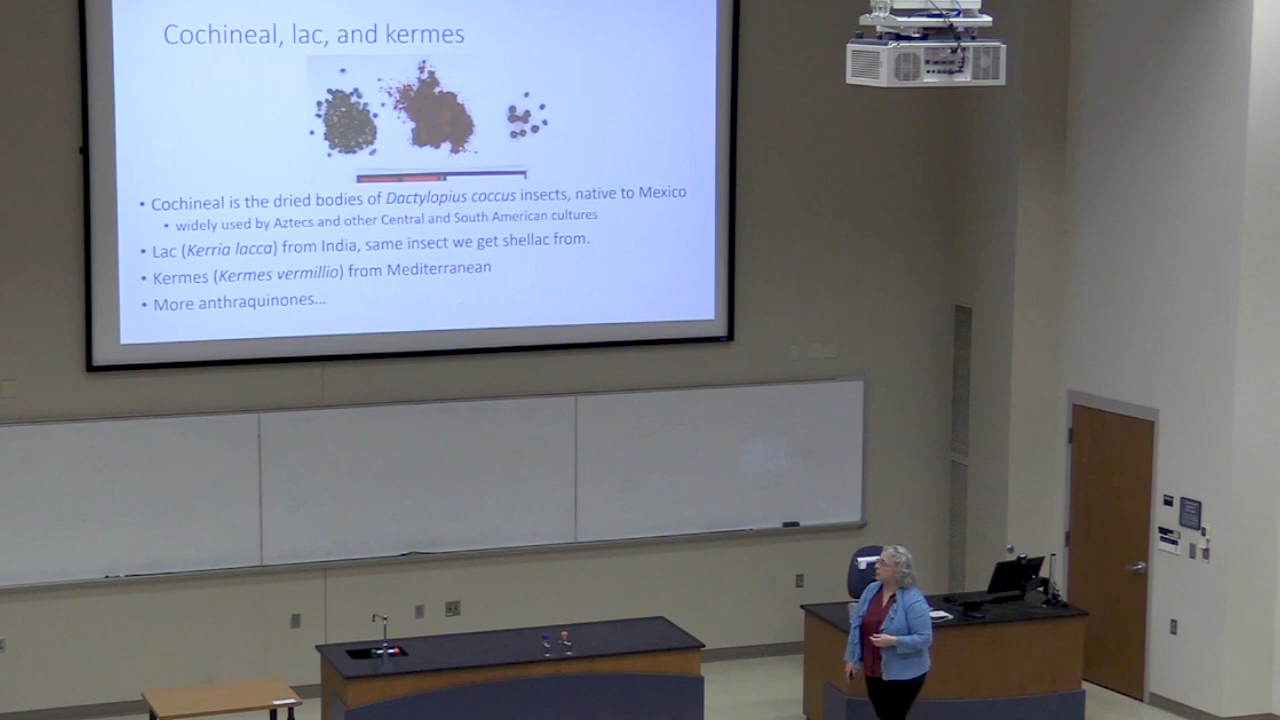 Cochineal, lac, and kermes
• Cochineal is the dried bodies of Dactylopius coccus insects, native to Mexico
• widely used by Aztecs and other Central and South American cultures
• Lac (Kerria lacca) from India, same insect we get shellac from.
• Kermes (Kermes vermillio) from Mediterranean
• More anthraquinones...